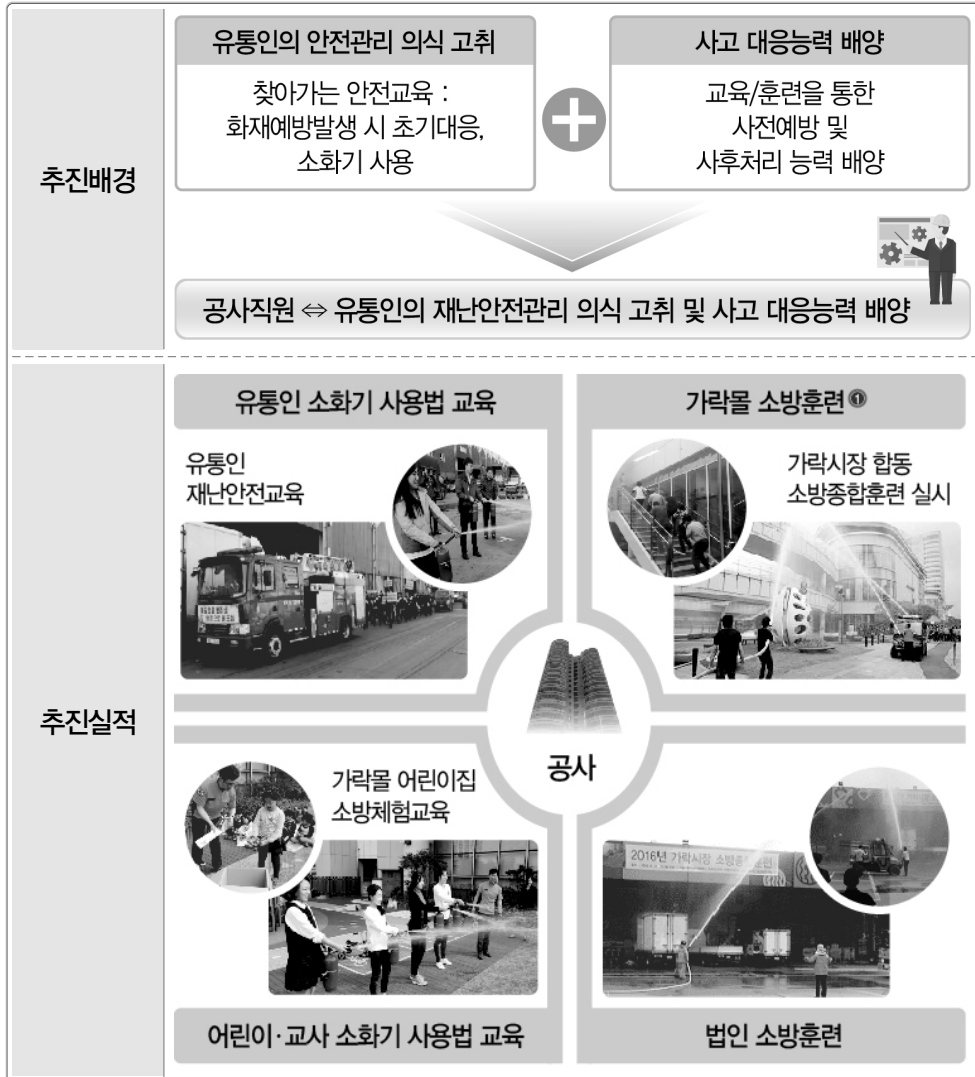 추진배경
유통인의 안전관리 의식 고취
찾아가는 안전교육 :
화재예방발생 시 초기대응,
소화기 사용
사고 대응능력 배양
교육/훈련을 통한
사전예방 및
사후처리 능력 배양
공사직원 ⇔ 유통인의 재난안전관리 의식 고취 및 사고 대응능력 배양
추진실적
유통인 소화기 사용법 교육
유통인
재난안전교육
가락몰 소방훈련❶
가락시장 합동
소방종합훈련 실시
공사
가락몰 어린이집
소방체험교육
어린이·교사 소화기 사용법 교육
2016년 가락시장 소방종합훈련
법인 소방훈련